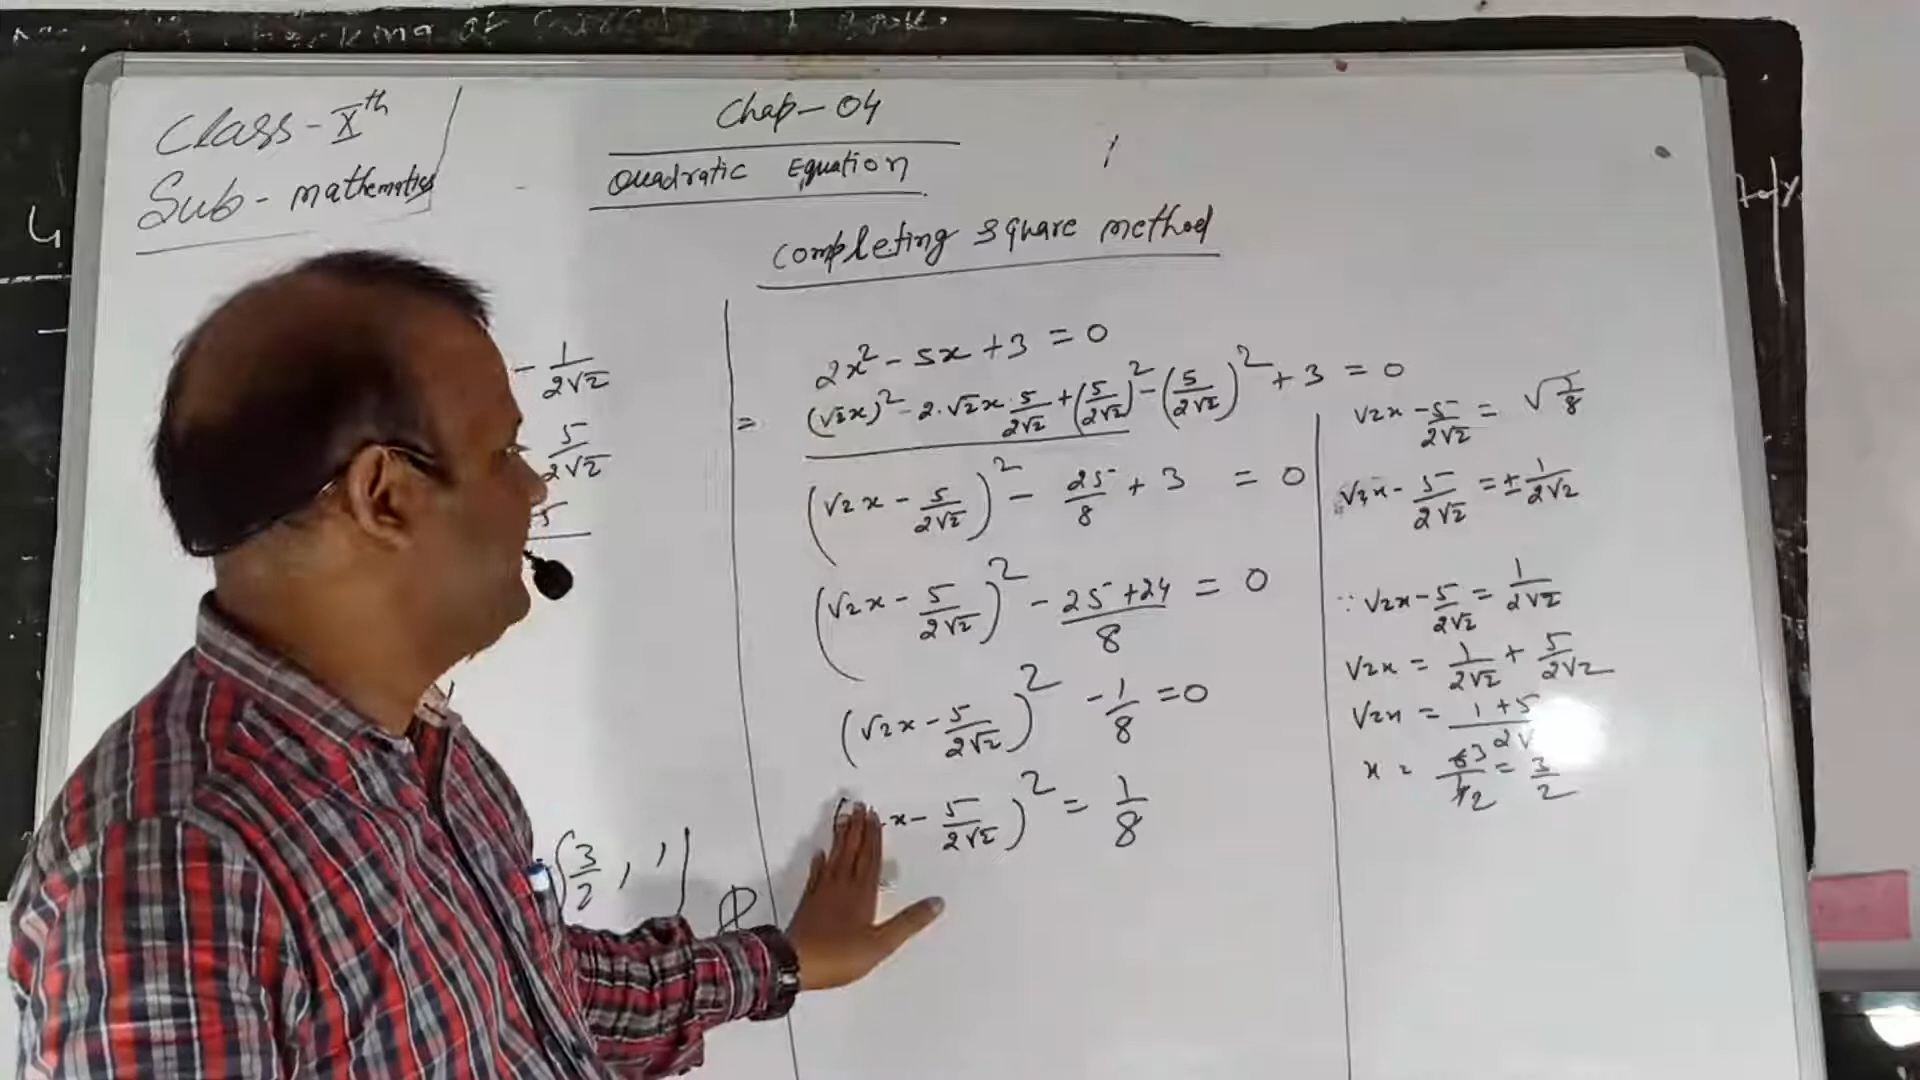 Class-Xth
Sub- mathematics
Chap-04
Quadratic Equation
completing square method
- 1/2√2
5/2√2
5
(3/2, 1)
2x² - 5x + 3 = 0
= (√2x)² - 2.√2x.5/2√2 + (5/2√2)² - (5/2√2)² + 3 = 0
(√2x - 5/2√2)² - 25/8 + 3 = 0
(√2x - 5/2√2)² - 25+24/8 = 0
(√2x - 5/2√2)² - 1/8 = 0
x - 5/2√2)² = 1/8
√2x - 5/2√2 = √1/8
√2x - 5/2√2 = ± 1/2√2
∵ √2x - 5/2√2 = 1/2√2
√2x = 1/2√2 + 5/2√2
√2x = 1+5/2√
x = 63/42 = 3/2